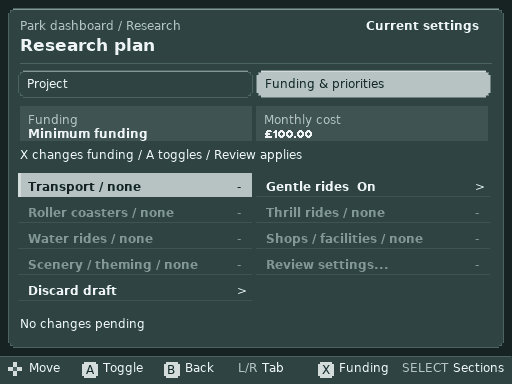 Park dashboard / Research
Current settings
Research plan
Project
Funding & priorities
Funding
Minimum funding
Monthly cost
£100.00
X changes funding / A toggles / Review applies
Transport / none -
Gentle rides On >
Roller coasters / none -
Thrill rides / none -
Water rides / none -
Shops / facilities / none -
Scenery / theming / none -
Review settings... -
Discard draft >
No changes pending
Move A Toggle B Back L/R Tab X Funding SELECT Sections